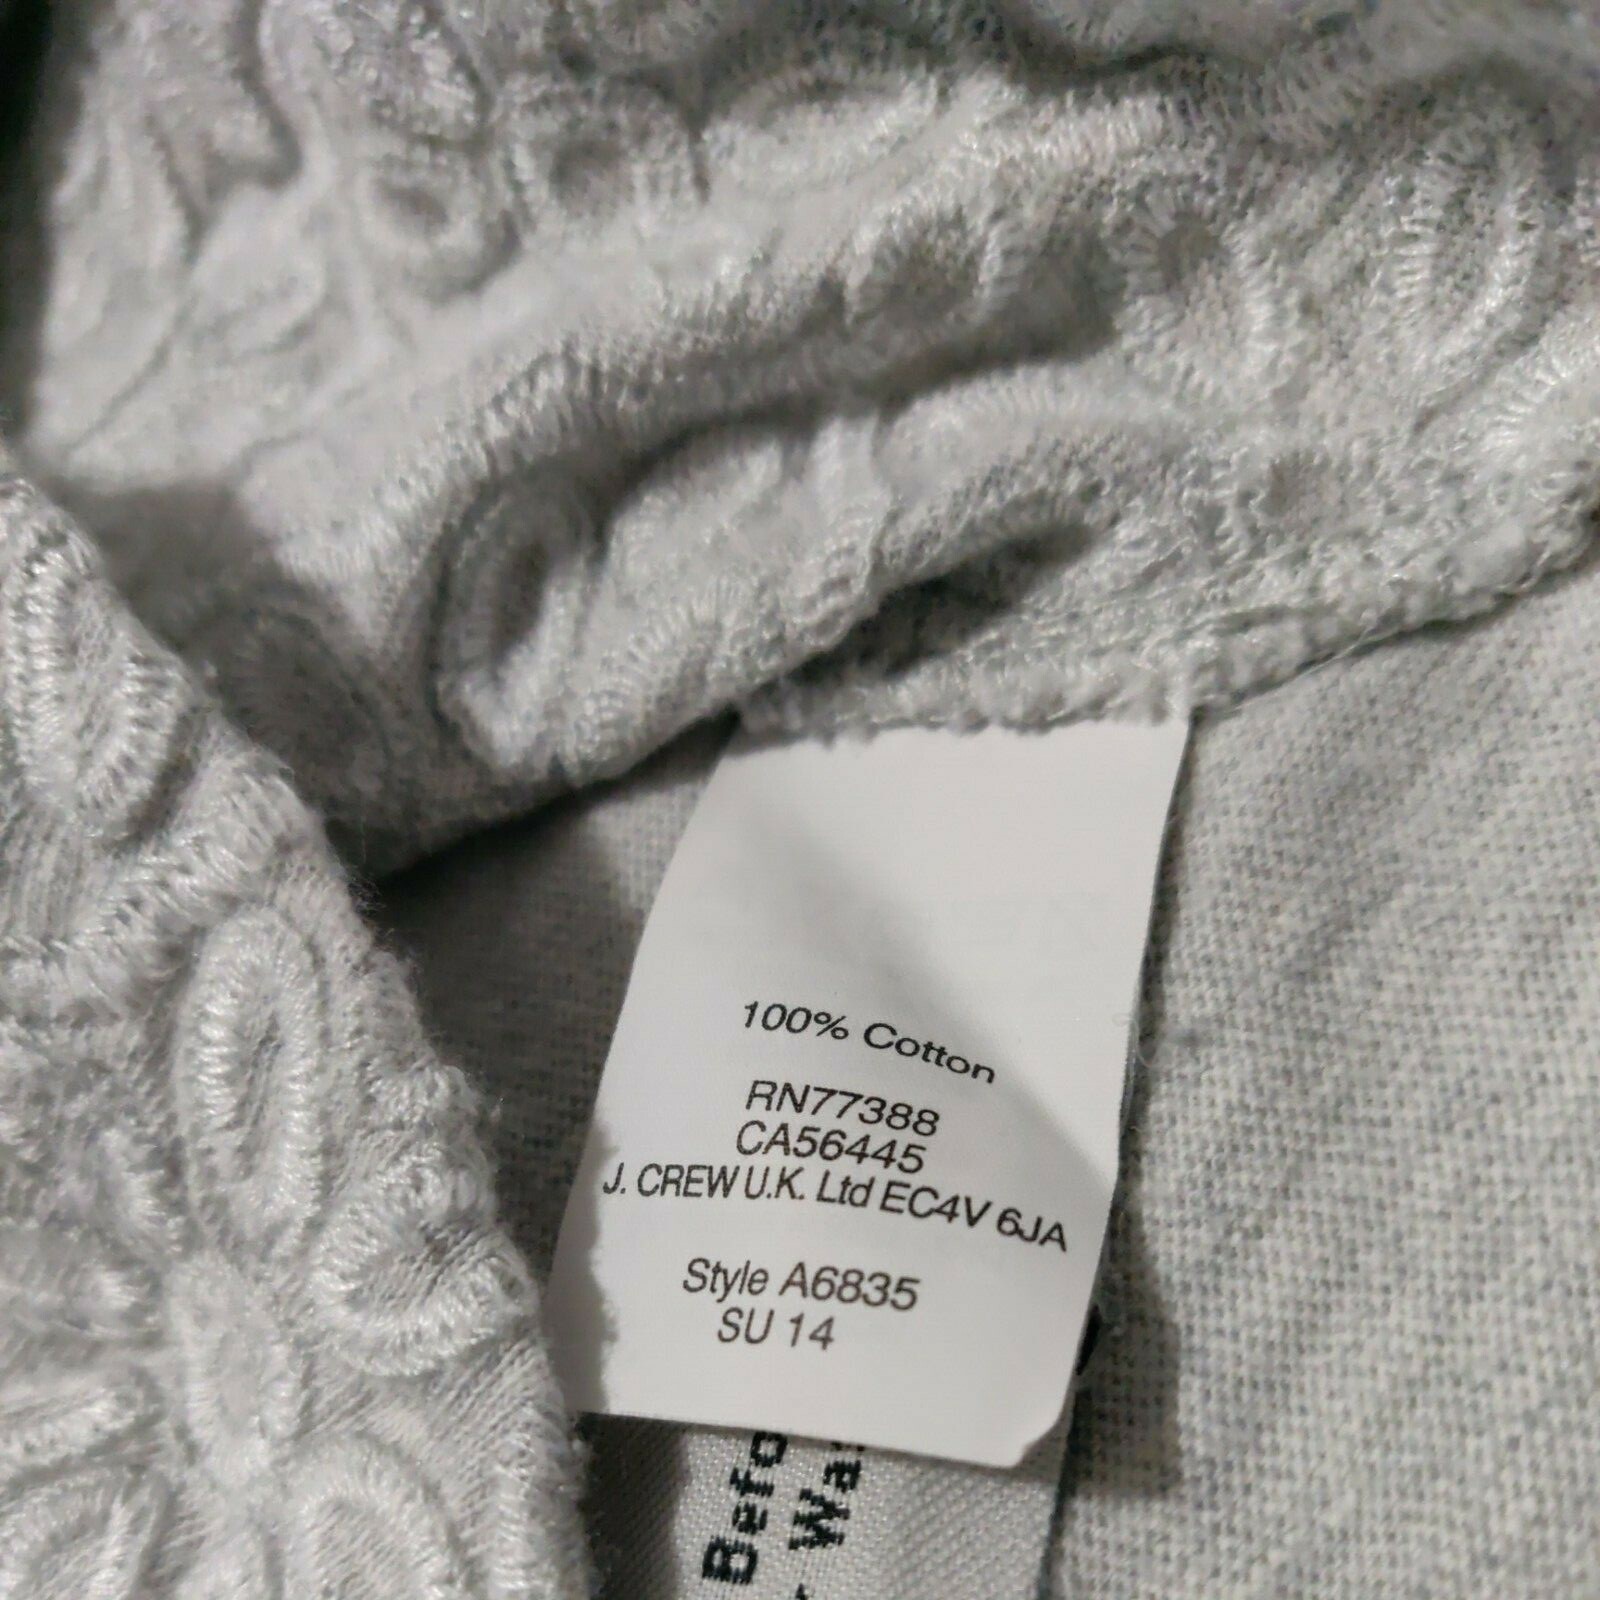 100% Cotton
RN77388
CA56445
J. CREW U.K. Ltd EC4V 6JA
Style A6835
SU 14